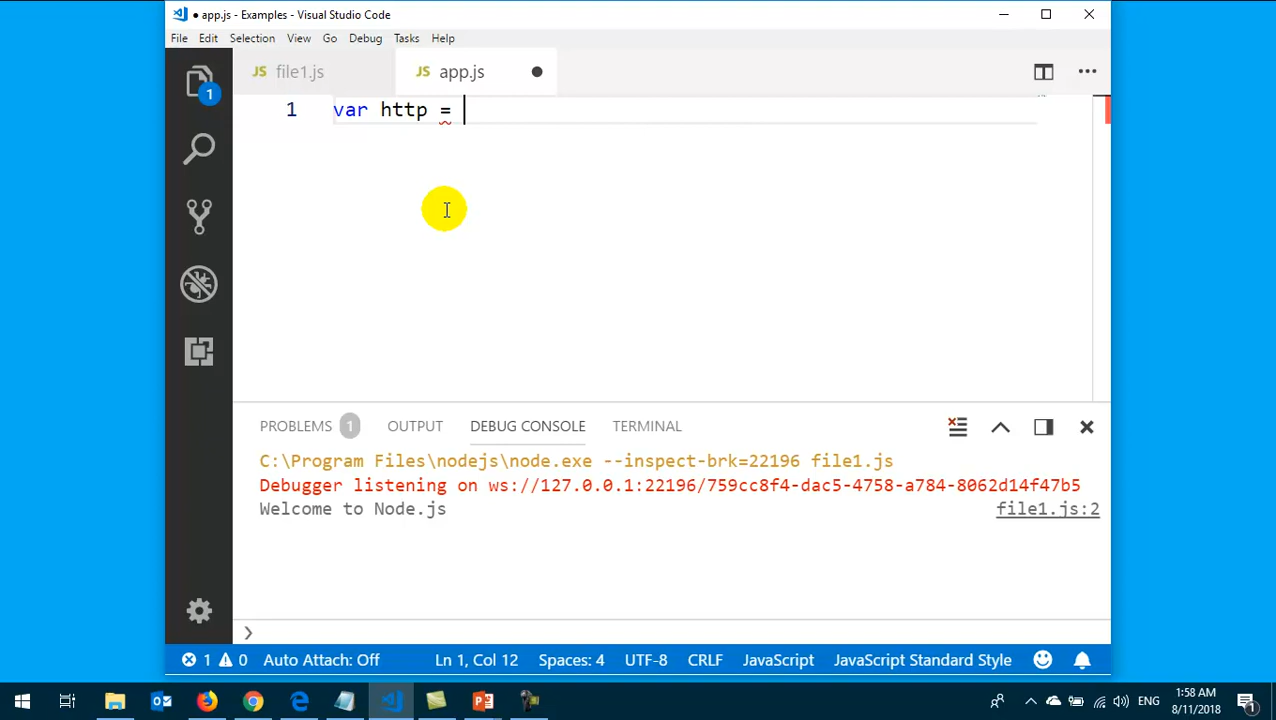 app.js - Examples - Visual Studio Code
File Edit Selection View Go Debug Tasks Help
JS file1.js JS app.js
1
1 var http =
PROBLEMS 1 OUTPUT DEBUG CONSOLE TERMINAL
C:\Program Files\nodejs\node.exe --inspect-brk=22196 file1.js
Debugger listening on ws://127.0.0.1:22196/759cc8f4-dac5-4758-a784-8062d14f47b5
Welcome to Node.js file1.js:2
1 0 Auto Attach: Off Ln 1, Col 12 Spaces: 4 UTF-8 CRLF JavaScript JavaScript Standard Style
ENG
1:58 AM
8/11/2018
1